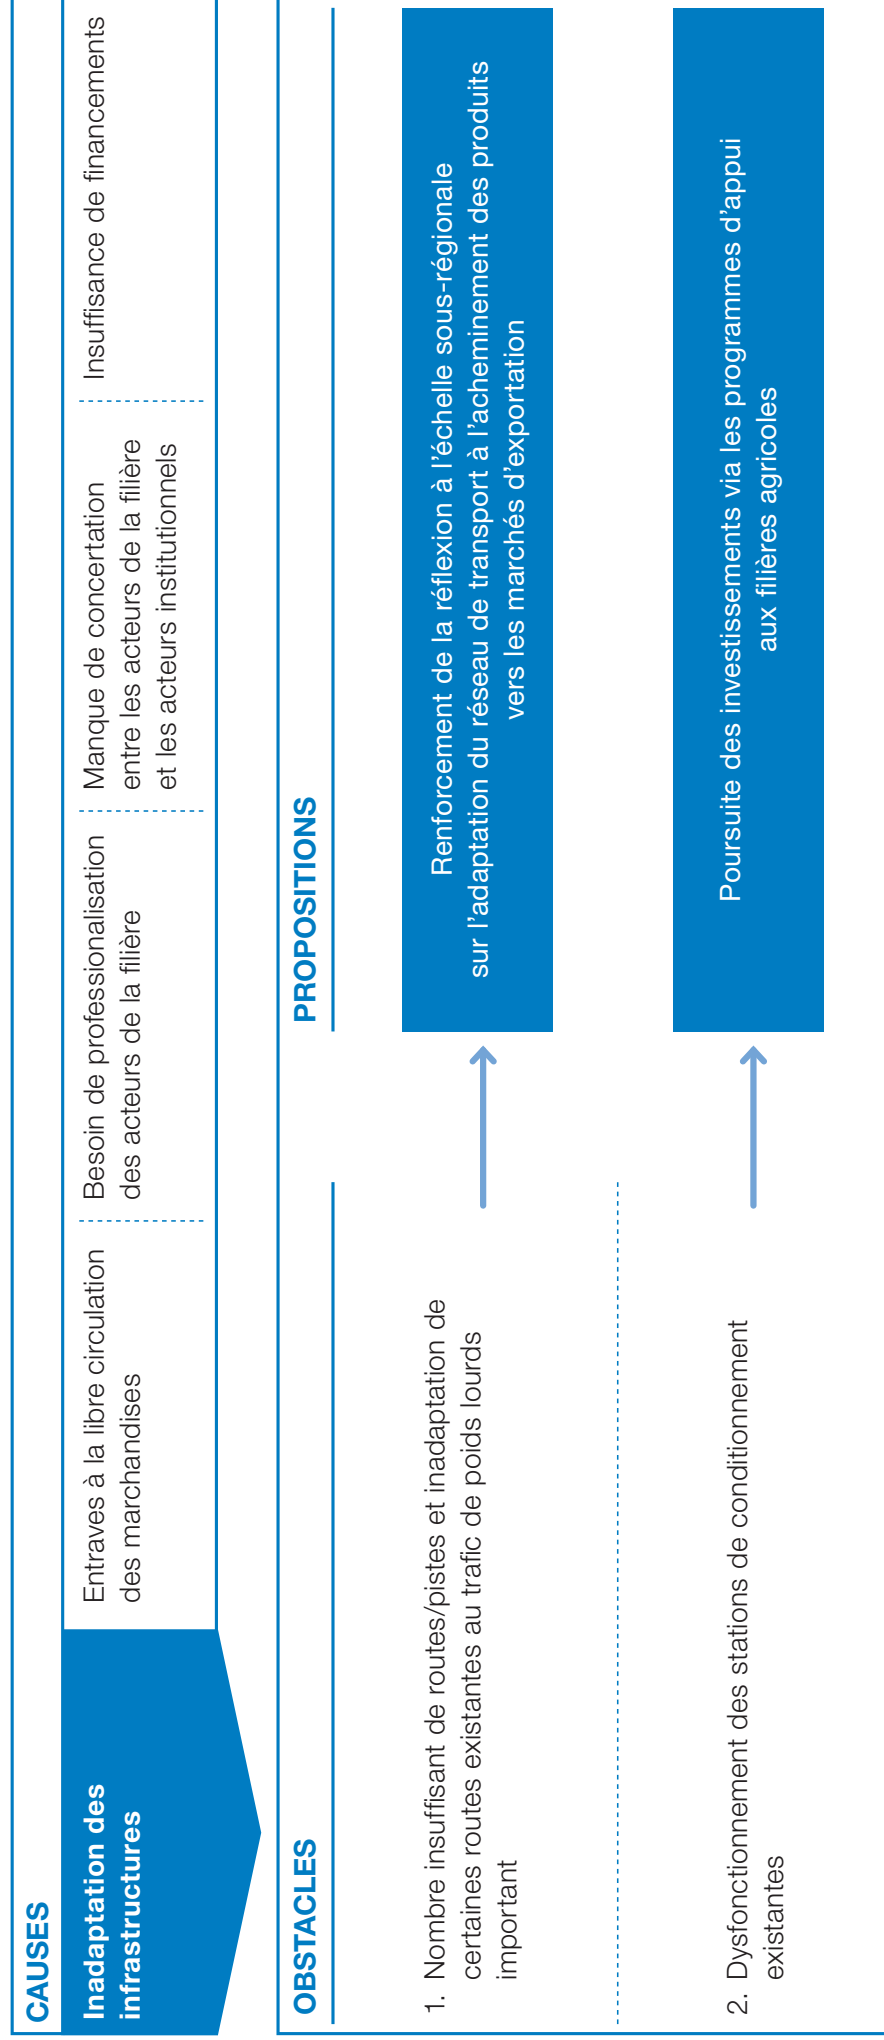 CAUSES
Inadaptation des
infrastructures
Entraves à la libre circulation
des marchandises
Besoin de professionalisation
des acteurs de la filière
Manque de concertation
entre les acteurs de la filière
et les acteurs institutionnels
Insuffisance de financements
OBSTACLES
PROPOSITIONS
1. Nombre insuffisant de routes/pistes et inadaptation de
certaines routes existantes au trafic de poids lourds
important
Renforcement de la réflexion à l'échelle sous-régionale
sur l'adaptation du réseau de transport à l'acheminement des produits
vers les marchés d'exportation
2. Dysfonctionnement des stations de conditionnement
existantes
Poursuite des investissements via les programmes d'appui
aux filières agricoles